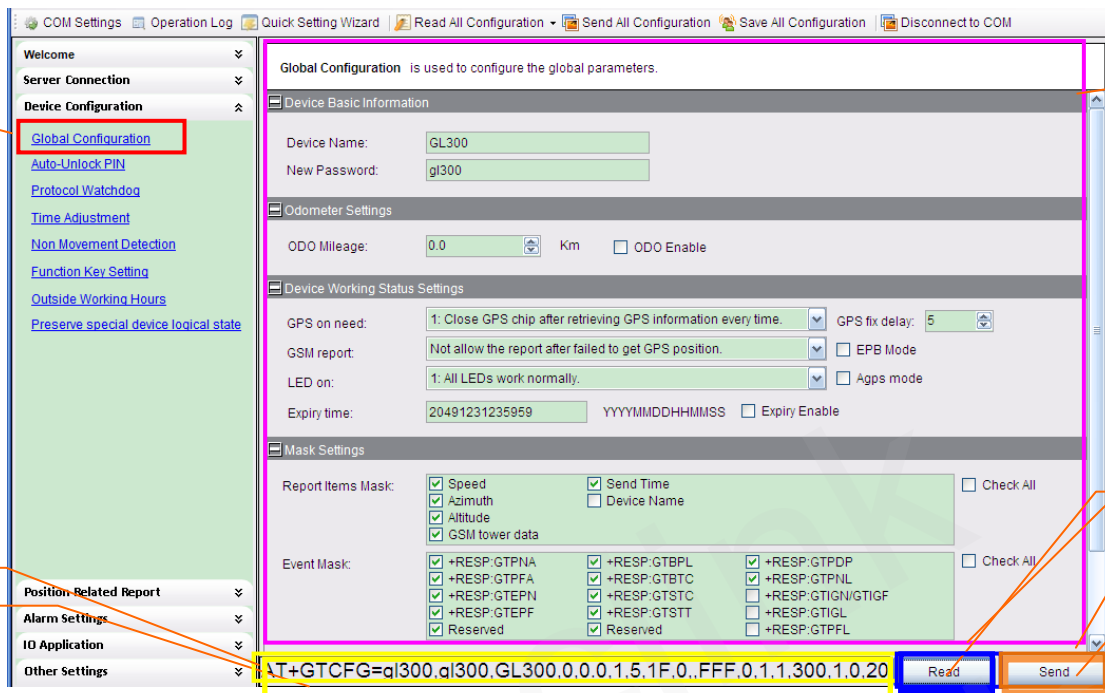 COM Settings Operation Log Quick Setting Wizard Read All Configuration Send All Configuration Save All Configuration Disconnect to COM
Welcome
Server Connection
Device Configuration
Global Configuration
Auto-Unlock PIN
Protocol Watchdog
Time Adjustment
Non Movement Detection
Function Key Setting
Outside Working Hours
Preserve special device logical state
Position Related Report
Alarm Settings
IO Application
Other Settings
Global Configuration is used to configure the global parameters.
Device Basic Information
Device Name: GL300
New Password: gl300
Odometer Settings
ODO Mileage: 0.0 Km ODO Enable
Device Working Status Settings
GPS on need: 1: Close GPS chip after retrieving GPS information every time. GPS fix delay: 5
GSM report: Not allow the report after failed to get GPS position. EPB Mode
LED on: 1: All LEDs work normally. Agps mode
Expiry time: 20491231235959 YYYYMMDDHHMMSS Expiry Enable
Mask Settings
Report Items Mask: Speed Send Time Check All
Azimuth Device Name
Altitude
GSM tower data
Event Mask: +RESP:GTPNA +RESP:GTBPL +RESP:GTPDP Check All
+RESP:GTPFA +RESP:GTBTC +RESP:GTPNL
+RESP:GTEPN +RESP:GTSTC +RESP:GTIGN/GTIGF
+RESP:GTEPF +RESP:GTSTT +RESP:GTIGL
Reserved Reserved +RESP:GTPFL
AT+GTCFG=gl300,gl300,GL300,0,0.0,1,5,1F,0,,FFF,0,1,1,300,1,0,20 Read Send